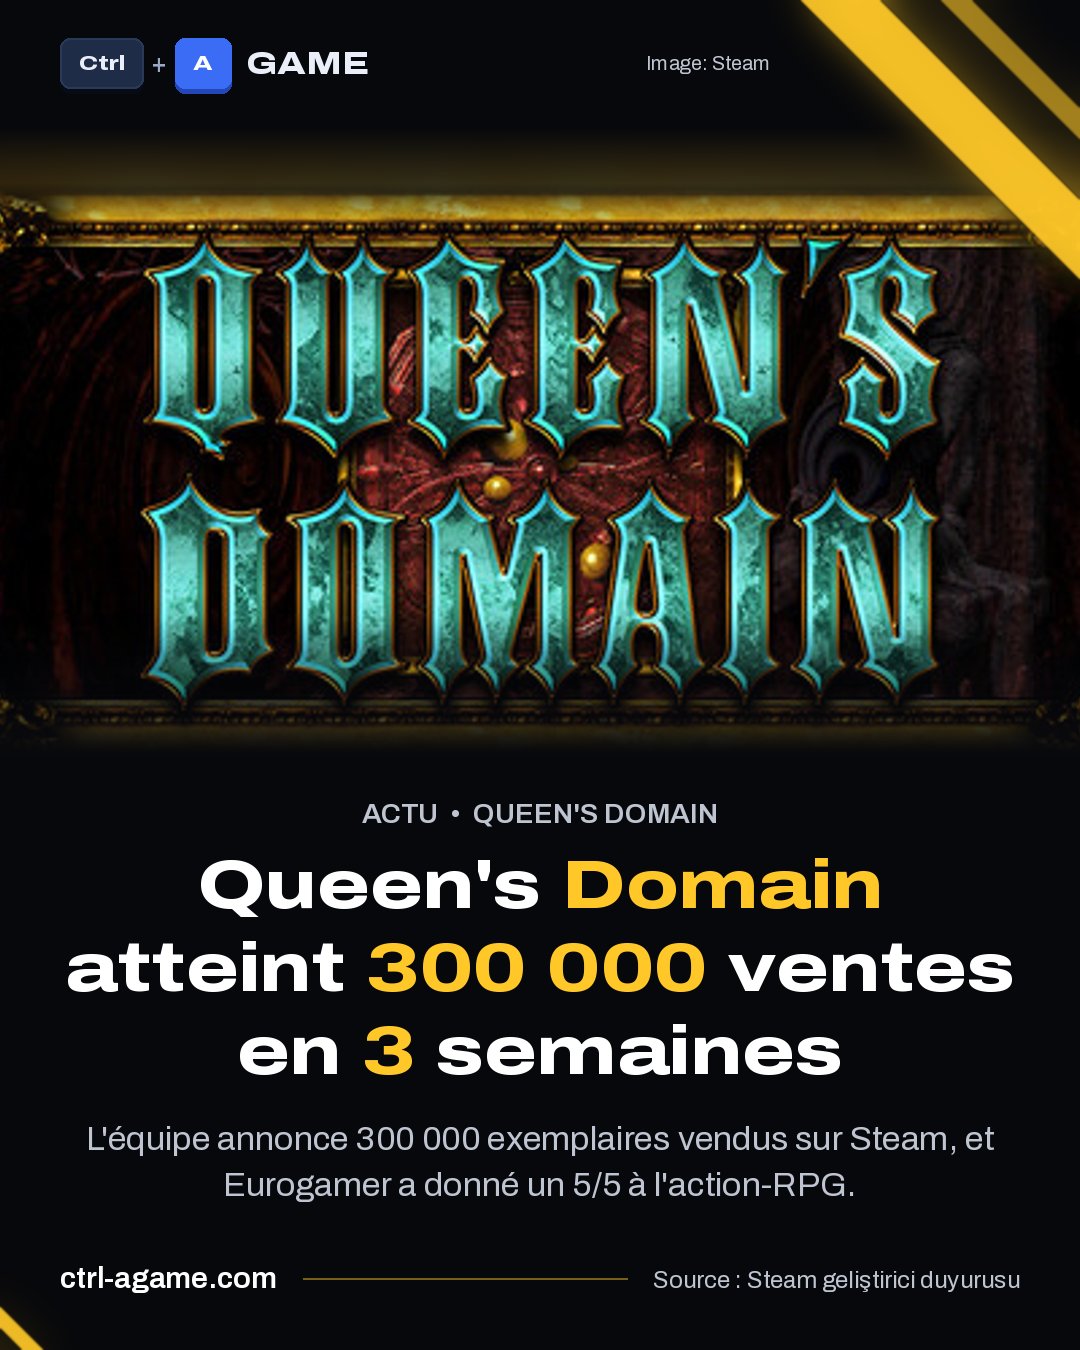 Ctrl + A GAME
Image: Steam
QUEEN'S
DOMAIN
ACTU • QUEEN'S DOMAIN
Queen's Domain
atteint 300 000 ventes
en 3 semaines
L'équipe annonce 300 000 exemplaires vendus sur Steam, et
Eurogamer a donné un 5/5 à l'action-RPG.
ctrl-agame.com
Source : Steam geliştirici duyurusu